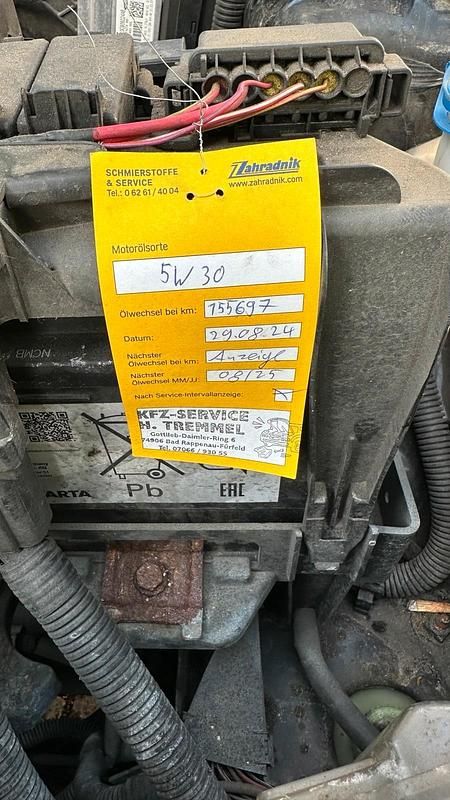 SCHMIERSTOFFE
& SERVICE
Tel.: 0 62 61 / 40 04
Zahradnik
www.zahradnik.com
Motorölsorte
5W30
Ölwechsel bei km: 155697
Datum: 29.08.24
Nächster
Ölwechsel bei km: Anzeige
Nächster
Ölwechsel MM/JJ: 08/25
Nach Service-Intervallanzeige:
KFZ-SERVICE
H. TREMMEL
Gottlieb-Daimler-Ring 6
74906 Bad Rappenau-Fürfeld
Tel. 07066 / 930 55
NCMB
ARTA
Pb
EAC